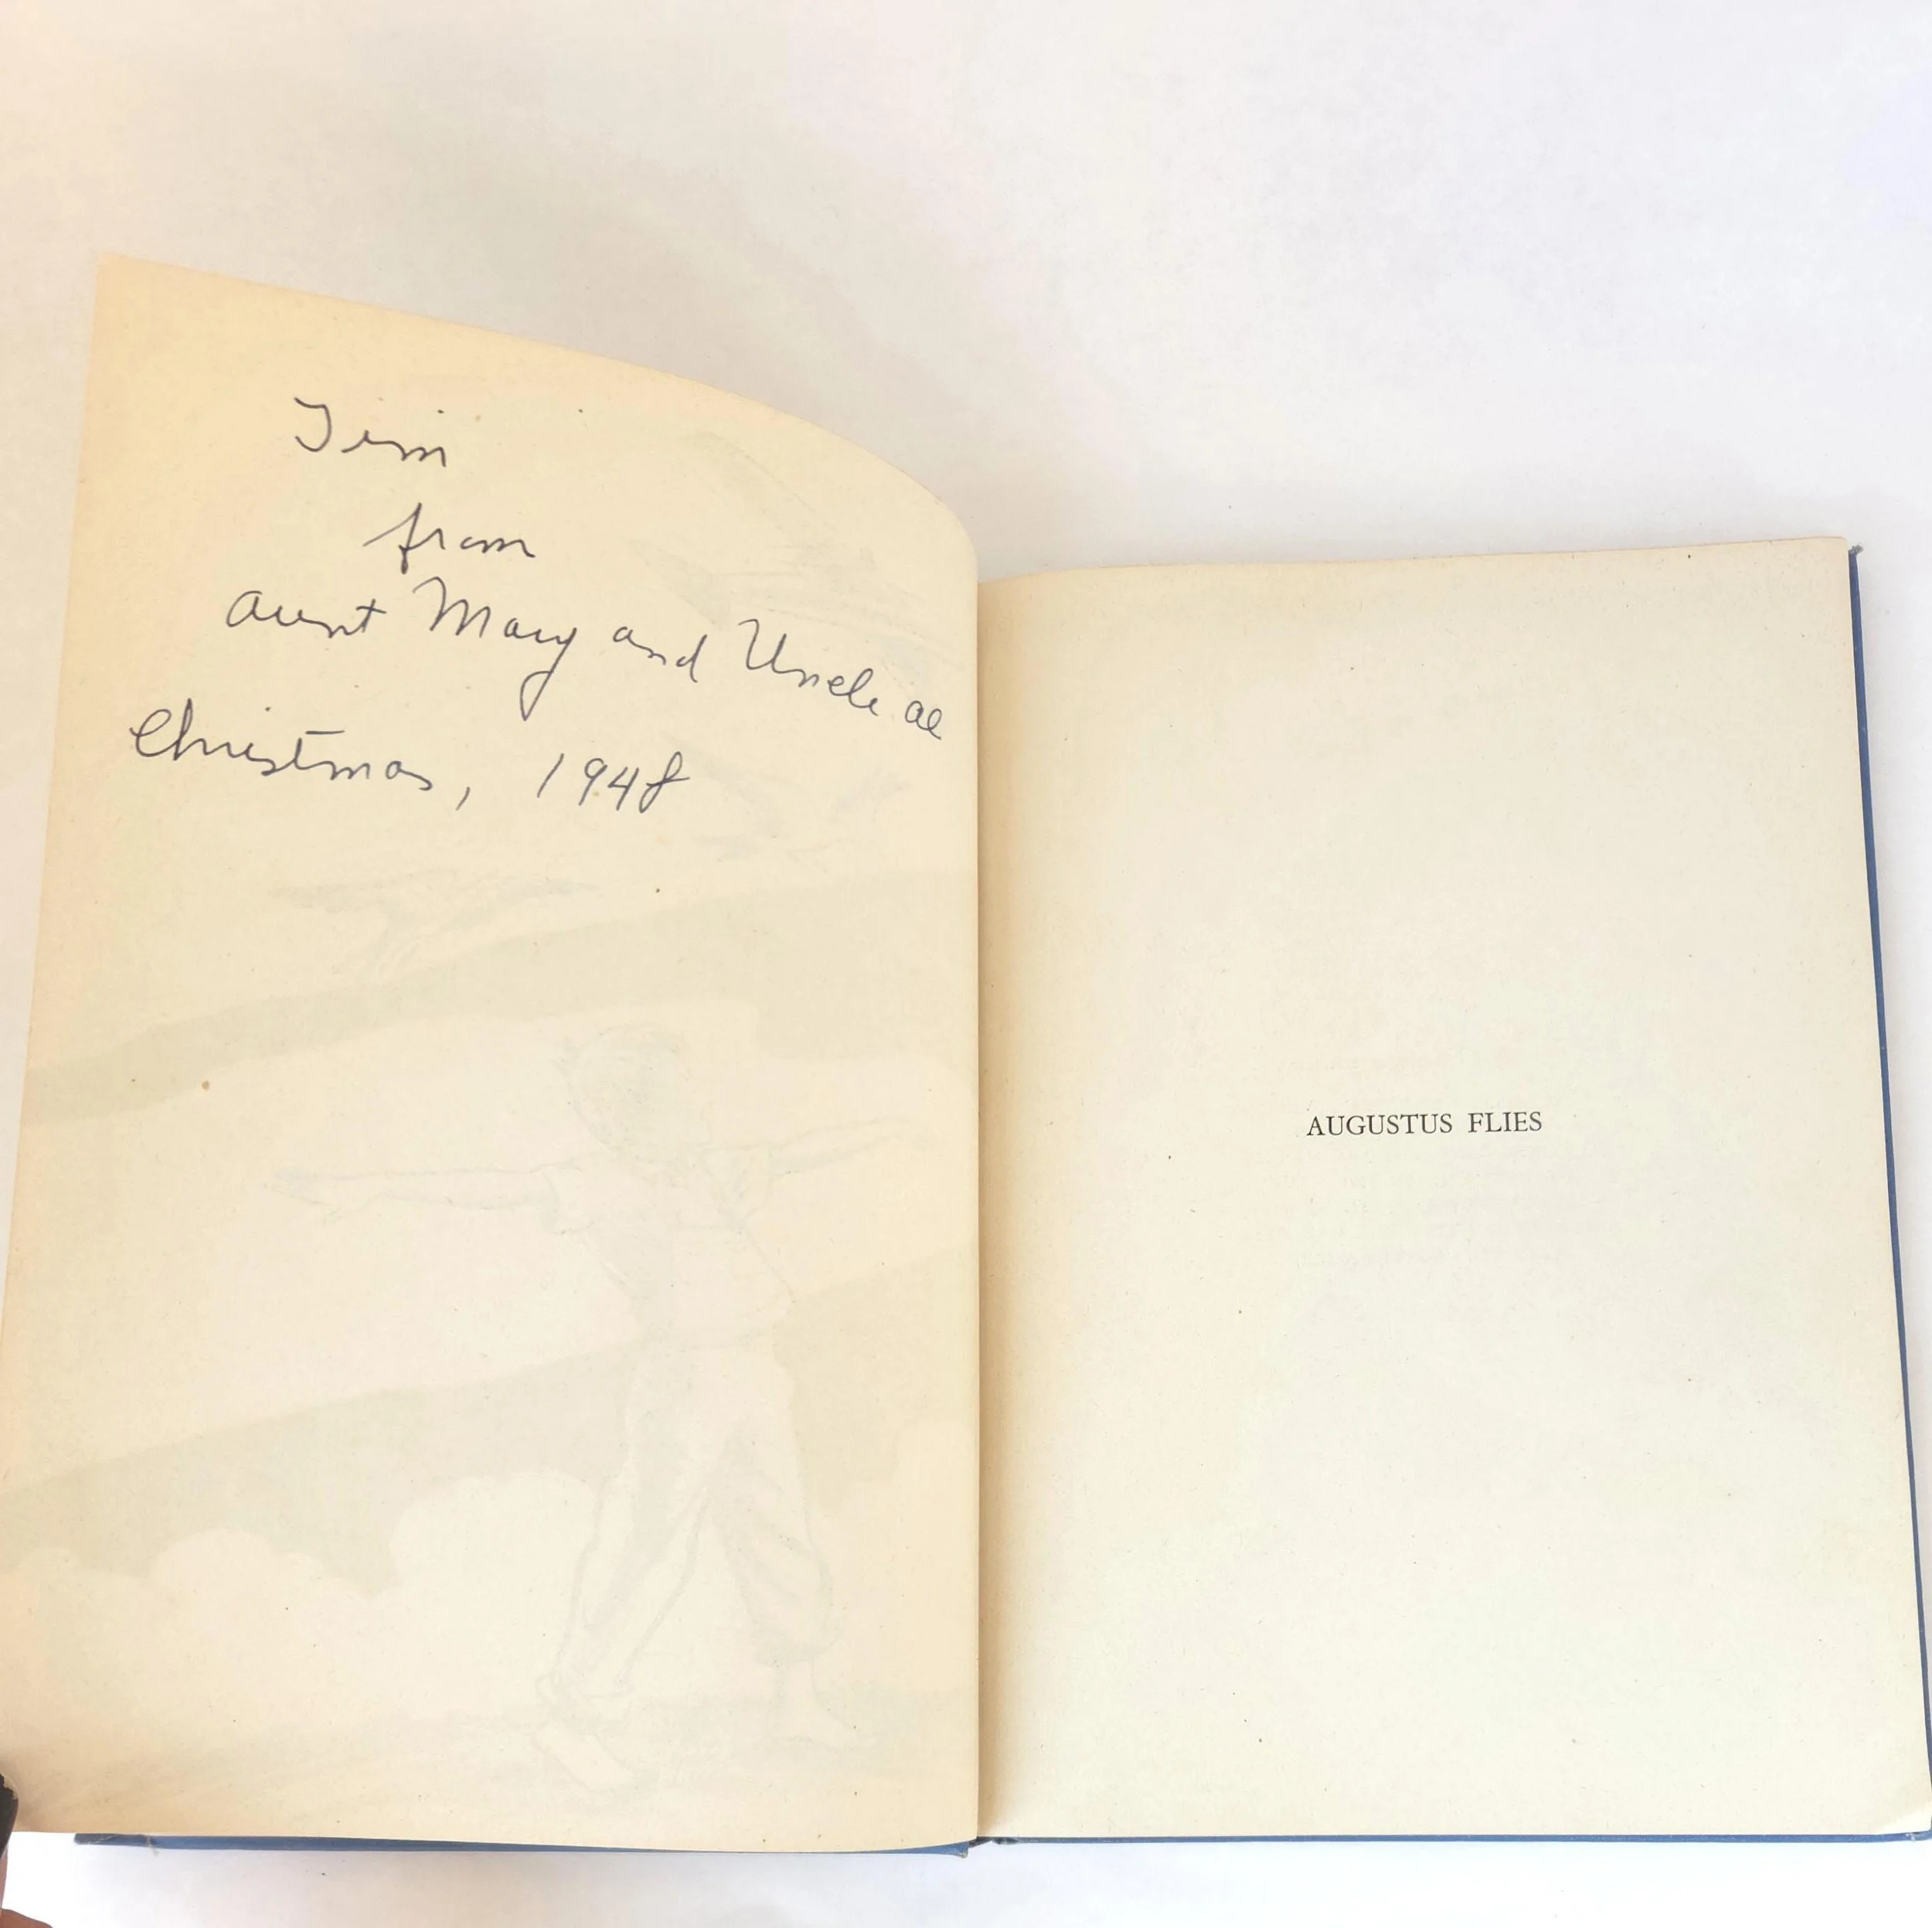 Tim
from
Aunt Mary and Uncle Al
Christmas, 1948
AUGUSTUS FLIES